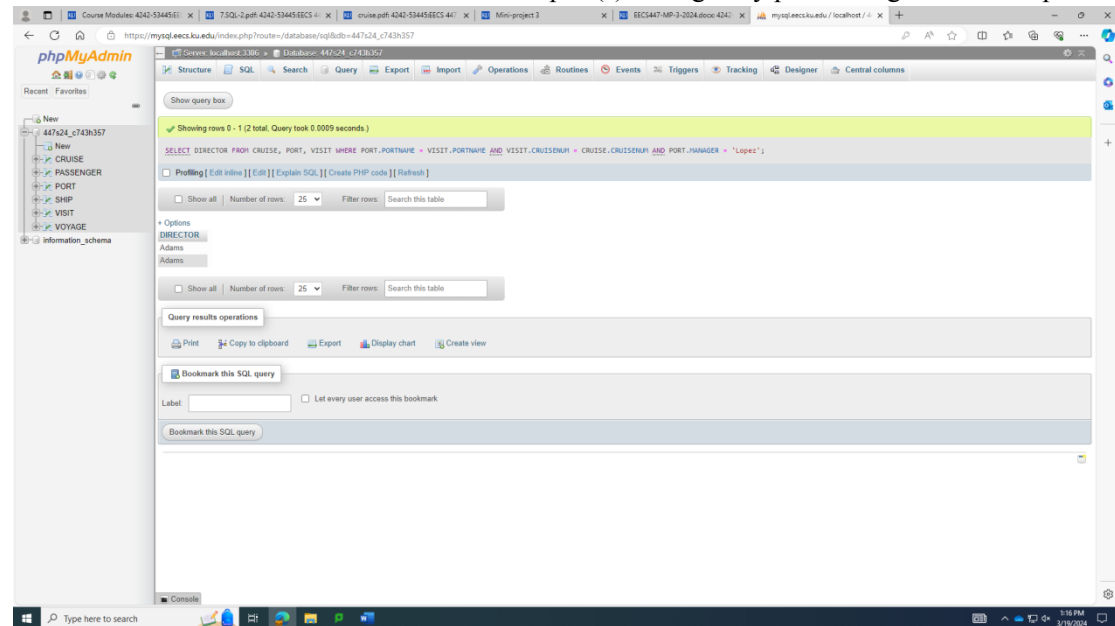 Course Modules: 4242-53445:EE
7.SQL-2.pdf: 4242-53445:EECS 4
cruise.pdf: 4242-53445:EECS 447
Mini-project 3
EECS447-MP-3-2024.docx: 4242
mysql.eecs.ku.edu / localhost / 4
https://mysql.eecs.ku.edu/index.php?route=/database/sql&db=447s24_c743h357
phpMyAdmin
Server: localhost:3306 » Database: 447s24_c743h357
Structure SQL Search Query Export Import Operations Routines Events Triggers Tracking Designer Central columns
Recent Favorites
New
447s24_c743h357
New
CRUISE
PASSENGER
PORT
SHIP
VISIT
VOYAGE
information_schema
Show query box
Showing rows 0 - 1 (2 total, Query took 0.0009 seconds.)
SELECT DIRECTOR FROM CRUISE, PORT, VISIT WHERE PORT.PORTNAME = VISIT.PORTNAME AND VISIT.CRUISENUM = CRUISE.CRUISENUM AND PORT.MANAGER = 'Lopez';
Profiling [ Edit inline ] [ Edit ] [ Explain SQL ] [ Create PHP code ] [ Refresh ]
Show all | Number of rows: 25 Filter rows: Search this table
+ Options
DIRECTOR
Adams
Adams
Show all | Number of rows: 25 Filter rows: Search this table
Query results operations
Print Copy to clipboard Export Display chart Create view
Bookmark this SQL query
Label: Let every user access this bookmark
Bookmark this SQL query
Console
Type here to search
1:16 PM
3/19/2024